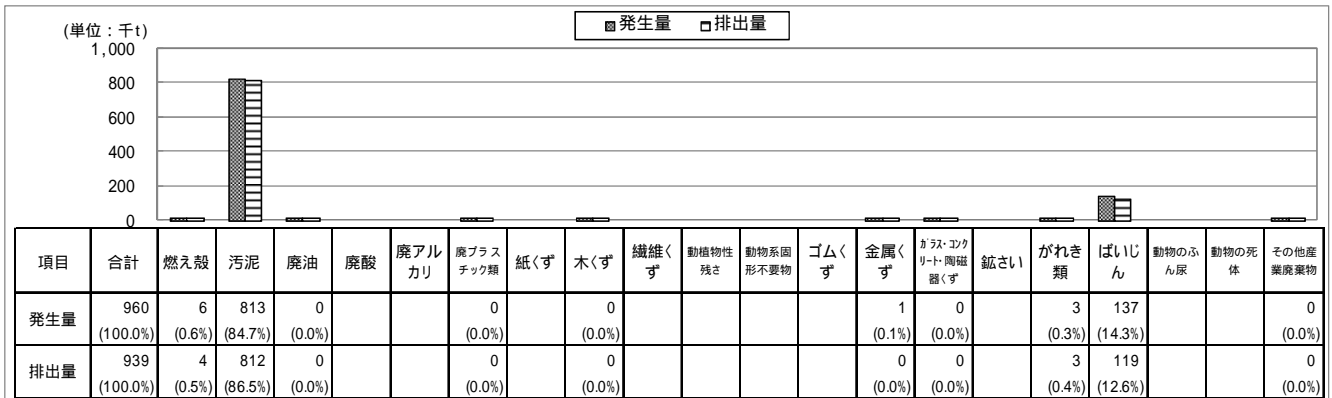 (単位：千t)
発生量 排出量
1,000
800
600
400
200
0
項目 合計 燃え殻 汚泥 廃油 廃酸 廃アルカリ 廃プラスチック類 紙くず 木くず 繊維くず 動植物性残さ 動物系固形不要物 ゴムくず 金属くず ガラス・コンクリート・陶磁器くず 鉱さい がれき類 ばいじん 動物のふん尿 動物の死体 その他産業廃棄物
発生量 960 6 813 0 0 0 1 0 3 137 0
(100.0%) (0.6%) (84.7%) (0.0%) (0.0%) (0.0%) (0.1%) (0.0%) (0.3%) (14.3%) (0.0%)
排出量 939 4 812 0 0 0 0 0 3 119 0
(100.0%) (0.5%) (86.5%) (0.0%) (0.0%) (0.0%) (0.0%) (0.0%) (0.4%) (12.6%) (0.0%)